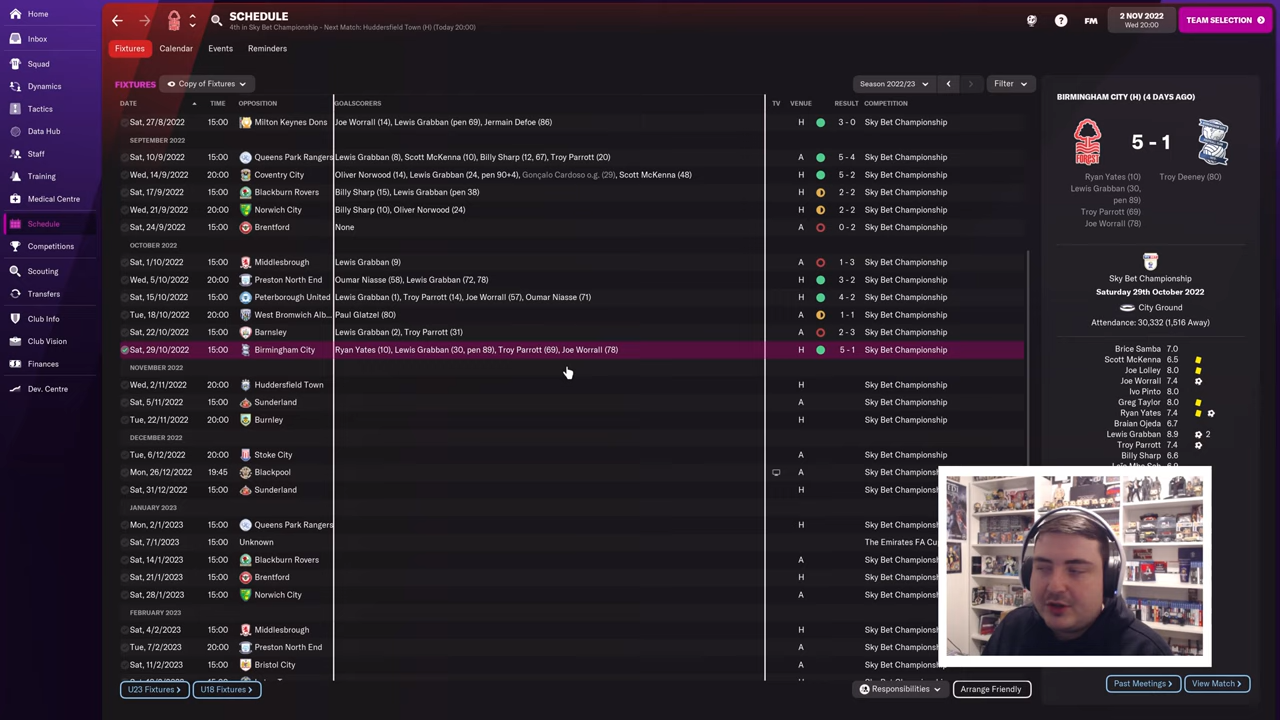 Home
Inbox
Squad
Dynamics
Tactics
Data Hub
Staff
Training
Medical Centre
Schedule
Competitions
Scouting
Transfers
Club Info
Club Vision
Finances
Dev. Centre
SCHEDULE
4th in Sky Bet Championship - Next Match: Huddersfield Town (H) (Today 20:00)
FM
2 NOV 2022
Wed 20:00
TEAM SELECTION
Fixtures Calendar Events Reminders
FIXTURES Copy of Fixtures Season 2022/23 Filter
DATE TIME OPPOSITION GOALSCORERS TV VENUE RESULT COMPETITION
Sat, 27/8/2022 15:00 Milton Keynes Dons Joe Worrall (14), Lewis Grabban (pen 69), Jermain Defoe (86) H 3 - 0 Sky Bet Championship
SEPTEMBER 2022
Sat, 10/9/2022 15:00 Queens Park Rangers Lewis Grabban (8), Scott McKenna (10), Billy Sharp (12, 67), Troy Parrott (20) A 5 - 4 Sky Bet Championship
Wed, 14/9/2022 20:00 Coventry City Oliver Norwood (14), Lewis Grabban (24, pen 90+4), Gonçalo Cardoso o.g. (29), Scott McKenna (48) H 5 - 2 Sky Bet Championship
Sat, 17/9/2022 15:00 Blackburn Rovers Billy Sharp (15), Lewis Grabban (pen 38) H 2 - 2 Sky Bet Championship
Wed, 21/9/2022 20:00 Norwich City Billy Sharp (10), Oliver Norwood (24) H 2 - 2 Sky Bet Championship
Sat, 24/9/2022 15:00 Brentford None A 0 - 2 Sky Bet Championship
OCTOBER 2022
Sat, 1/10/2022 15:00 Middlesbrough Lewis Grabban (9) A 1 - 3 Sky Bet Championship
Wed, 5/10/2022 20:00 Preston North End Oumar Niasse (58), Lewis Grabban (72, 78) H 3 - 2 Sky Bet Championship
Sat, 15/10/2022 15:00 Peterborough United Lewis Grabban (1), Troy Parrott (14), Joe Worrall (57), Oumar Niasse (71) H 4 - 2 Sky Bet Championship
Tue, 18/10/2022 20:00 West Bromwich Alb... Paul Glatzel (80) A 1 - 1 Sky Bet Championship
Sat, 22/10/2022 15:00 Barnsley Lewis Grabban (2), Troy Parrott (31) A 2 - 3 Sky Bet Championship
Sat, 29/10/2022 15:00 Birmingham City Ryan Yates (10), Lewis Grabban (30, pen 89), Troy Parrott (69), Joe Worrall (78) H 5 - 1 Sky Bet Championship
NOVEMBER 2022
Wed, 2/11/2022 20:00 Huddersfield Town H Sky Bet Championship
Sat, 5/11/2022 15:00 Sunderland A Sky Bet Championship
Tue, 22/11/2022 20:00 Burnley H Sky Bet Championship
DECEMBER 2022
Tue, 6/12/2022 20:00 Stoke City A Sky Bet Championship
Mon, 26/12/2022 19:45 Blackpool A Sky Bet Championsh
Sat, 31/12/2022 15:00 Sunderland H Sky Bet Championsh
JANUARY 2023
Mon, 2/1/2023 15:00 Queens Park Rangers H Sky Bet Championsh
Sat, 7/1/2023 15:00 Unknown The Emirates FA Cu
Sat, 14/1/2023 15:00 Blackburn Rovers A Sky Bet Championsh
Sat, 21/1/2023 15:00 Brentford H Sky Bet Championsh
Sat, 28/1/2023 15:00 Norwich City A Sky Bet Championsh
FEBRUARY 2023
Sat, 4/2/2023 15:00 Middlesbrough H Sky Bet Championsh
Tue, 7/2/2023 20:00 Preston North End A Sky Bet Championsh
Sat, 11/2/2023 15:00 Bristol City A Sky Bet Championsh
U23 Fixtures > U18 Fixtures > Responsibilities Arrange Friendly
BIRMINGHAM CITY (H) (4 DAYS AGO)
FOREST
5 - 1
Ryan Yates (10) Troy Deeney (80)
Lewis Grabban (30,
pen 89)
Troy Parrott (69)
Joe Worrall (78)
Sky Bet Championship
Saturday 29th October 2022
City Ground
Attendance: 30,332 (1,516 Away)
Brice Samba 7.0
Scott McKenna 6.5
Joe Lolley 8.0
Joe Worrall 7.4
Ivo Pinto 8.0
Greg Taylor 8.0
Ryan Yates 7.4
Braian Ojeda 6.7
Lewis Grabban 8.9 2
Troy Parrott 7.4
Billy Sharp 6.6
Past Meetings > View Match >